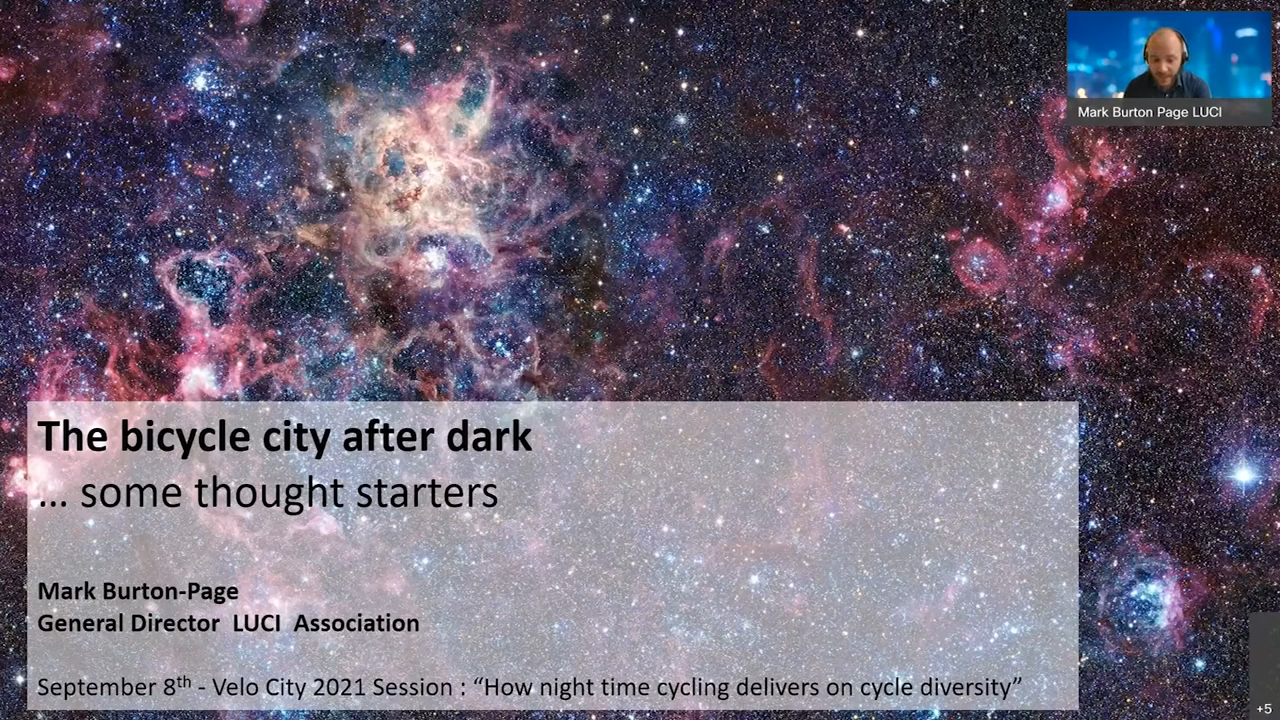 Mark Burton Page LUCI
The bicycle city after dark
... some thought starters
Mark Burton-Page
General Director LUCI Association
September 8th - Velo City 2021 Session : “How night time cycling delivers on cycle diversity”
+5